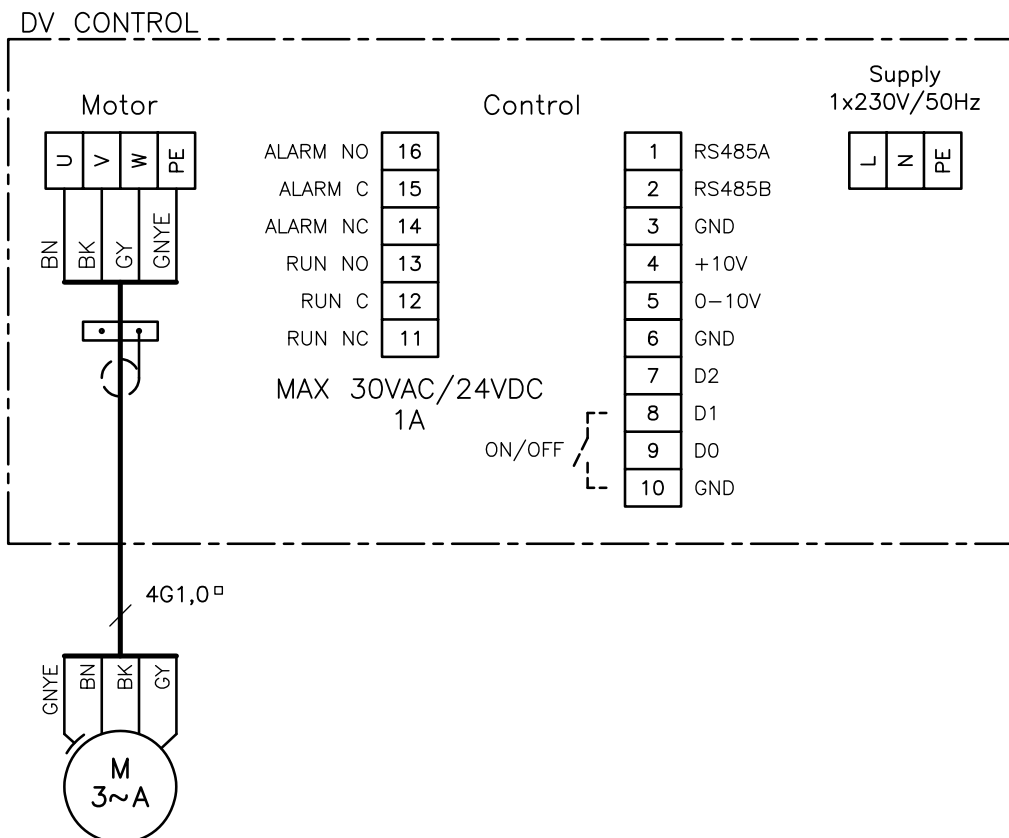 DV CONTROL
Motor
Control
Supply
1x230V/50Hz
U V W PE
BN BK GY GNYE
ALARM NO 16
ALARM C 15
ALARM NC 14
RUN NO 13
RUN C 12
RUN NC 11
MAX 30VAC/24VDC
1A
1 RS485A
2 RS485B
3 GND
4 +10V
5 0-10V
6 GND
7 D2
8 D1
9 D0
10 GND
ON/OFF
L N PE
4G1,0▫
GNYE BN BK GY
M
3~A